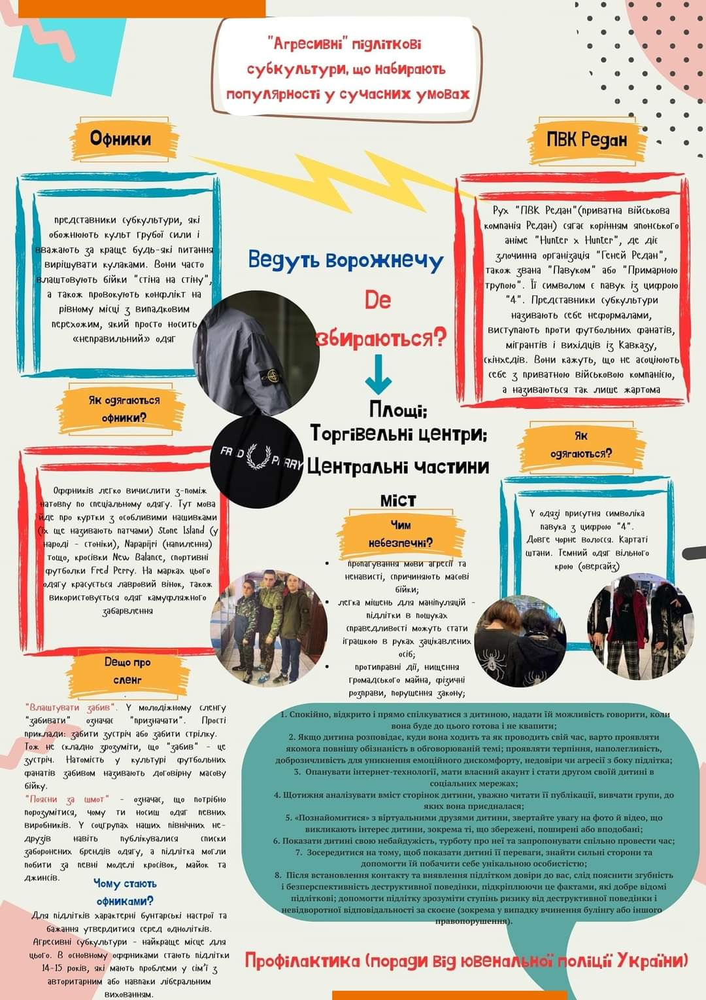 "Агресивні" підліткові
субкультури, що набирають
популярності у сучасних умовах
Офники
представники субкультури, які
обожнюють культ грубої сили і
вважають за краще будь-які питання
вирішувати кулаками. Вони часто
влаштовують бійки "стіна на стіну",
а також провокують конфлікт на
рівному місці з випадковим
перехожим, який просто носить
«неправильний» одяг
Ведуть ворожнечу
Де
збираються?
Площі;
Торгівельні центри;
Центральні частини
міст
ПВК Редан
Рух "ПВК Редан"(приватна військова
компанія Редан) сягає корінням японського
аніме "Hunter x Hunter", де діє
злочинна організація "Геней Редан",
також звана "Павуком" або "Примарною
трупою". Її символом є павук із цифрою
"4". Представники субкультури
називають себе неформалами,
виступають проти футбольних фанатів,
мігрантів і вихідців із Кавказу,
скінхедів. Вони кажуть, що не асоціюють
себе з приватною військовою компанією,
а називаються так лише жартома
Як одягаються
офники?
Оффників легко вичислити з-поміж
натовпу по спеціальному одягу. Тут мова
йде про куртки з особливими нашивками
(їх ще називають патчами) Stone Island (у
народі - стоніки), Napapijri (напилення)
тощо, кросівки New Balance, спортивні
футболки Fred Perry. На марках цього
одягу красується лавровий вінок, також
використовується одяг камуфляжного
забарвлення
FR D PERRY
Чим
небезпечні?
• пропагування мови агресії та
ненависті, спричиняють масові
бійки;
• легка мішень для маніпуляцій -
підлітки в пошуках
справедливості можуть стати
іграшкою в руках зацікавлених
осіб;
• протиправні дії, нищення
громадського майна, фізичні
розправи, порушення закону;
Як
одягаються?
У одязі присутня символіка
павука з цифрою "4".
Довге чорне волосся. Картаті
штани. Темний одяг вільного
крою (оверсайз)
4
Дещо про
сленг
"Влаштувати забив". У молодіжному сленгу
"забивати" означає "призначати". Прості
приклади: забити зустріч або забити стрілку.
Тож не складно зрозуміти, що "забив" - це
зустріч. Натомість у культурі футбольних
фанатів забивом називають договірну масову
бійку.
"Поясни за шмот" - означає, що потрібно
порозумітися, чому ти носиш одяг певних
виробників. У соцгрупах наших північних не-
друзів навіть публікувалися списки
заборонених брендів одягу, а підлітка могли
побити за певні моделі кросівок, майок та
джинсів.
Чому стають
офниками?
Для підлітків характерні бунтарські настрої та
бажання утвердитися серед однолітків.
Агресивні субкультури - найкраще місце для
цього. В основному оффниками стають підлітки
14-15 років, які мають проблеми у сім'ї з
авторитарним або навпаки ліберальним
вихованням.
1. Спокійно, відкрито і прямо спілкуватися з дитиною, надати їй можливість говорити, коли
вона буде до цього готова і не квапити;
2. Якщо дитина розповідає, куди вона ходить та як проводить свій час, варто проявляти
якомога повнішу обізнаність в обговорюваній темі; проявляти терпіння, наполегливість,
доброзичливість для уникнення емоційного дискомфорту, недовіри чи агресії з боку підлітка;
3. Опанувати інтернет-технології, мати власний акаунт і стати другом своїй дитині в
соціальних мережах;
4. Щотижня аналізувати вміст сторінок дитини, уважно читати її публікації, вивчати групи, до
яких вона приєдналася;
5. «Познайомитися» з віртуальними друзями дитини, звертайте увагу на фото й відео, що
викликають інтерес дитини, зокрема ті, що збережені, поширені або вподобані;
6. Показати дитині свою небайдужість, турботу про неї та запропонувати спільно провести час;
7. Зосередитися на тому, щоб показати дитині її переваги, знайти сильні сторони та
допомогти їй побачити себе унікальною особистістю;
8. Після встановлення контакту та виявлення підлітком довіри до вас, слід пояснити згубність
і безперспективність деструктивної поведінки, підкріплюючи це фактами, які добре відомі
підліткові; допомогти підлітку зрозуміти ступінь ризику від деструктивної поведінки і
невідворотної відповідальності за скоєне (зокрема у випадку вчинення булінгу або іншого
правопорушення).
Профілактика (поради від ювенальної поліції України)